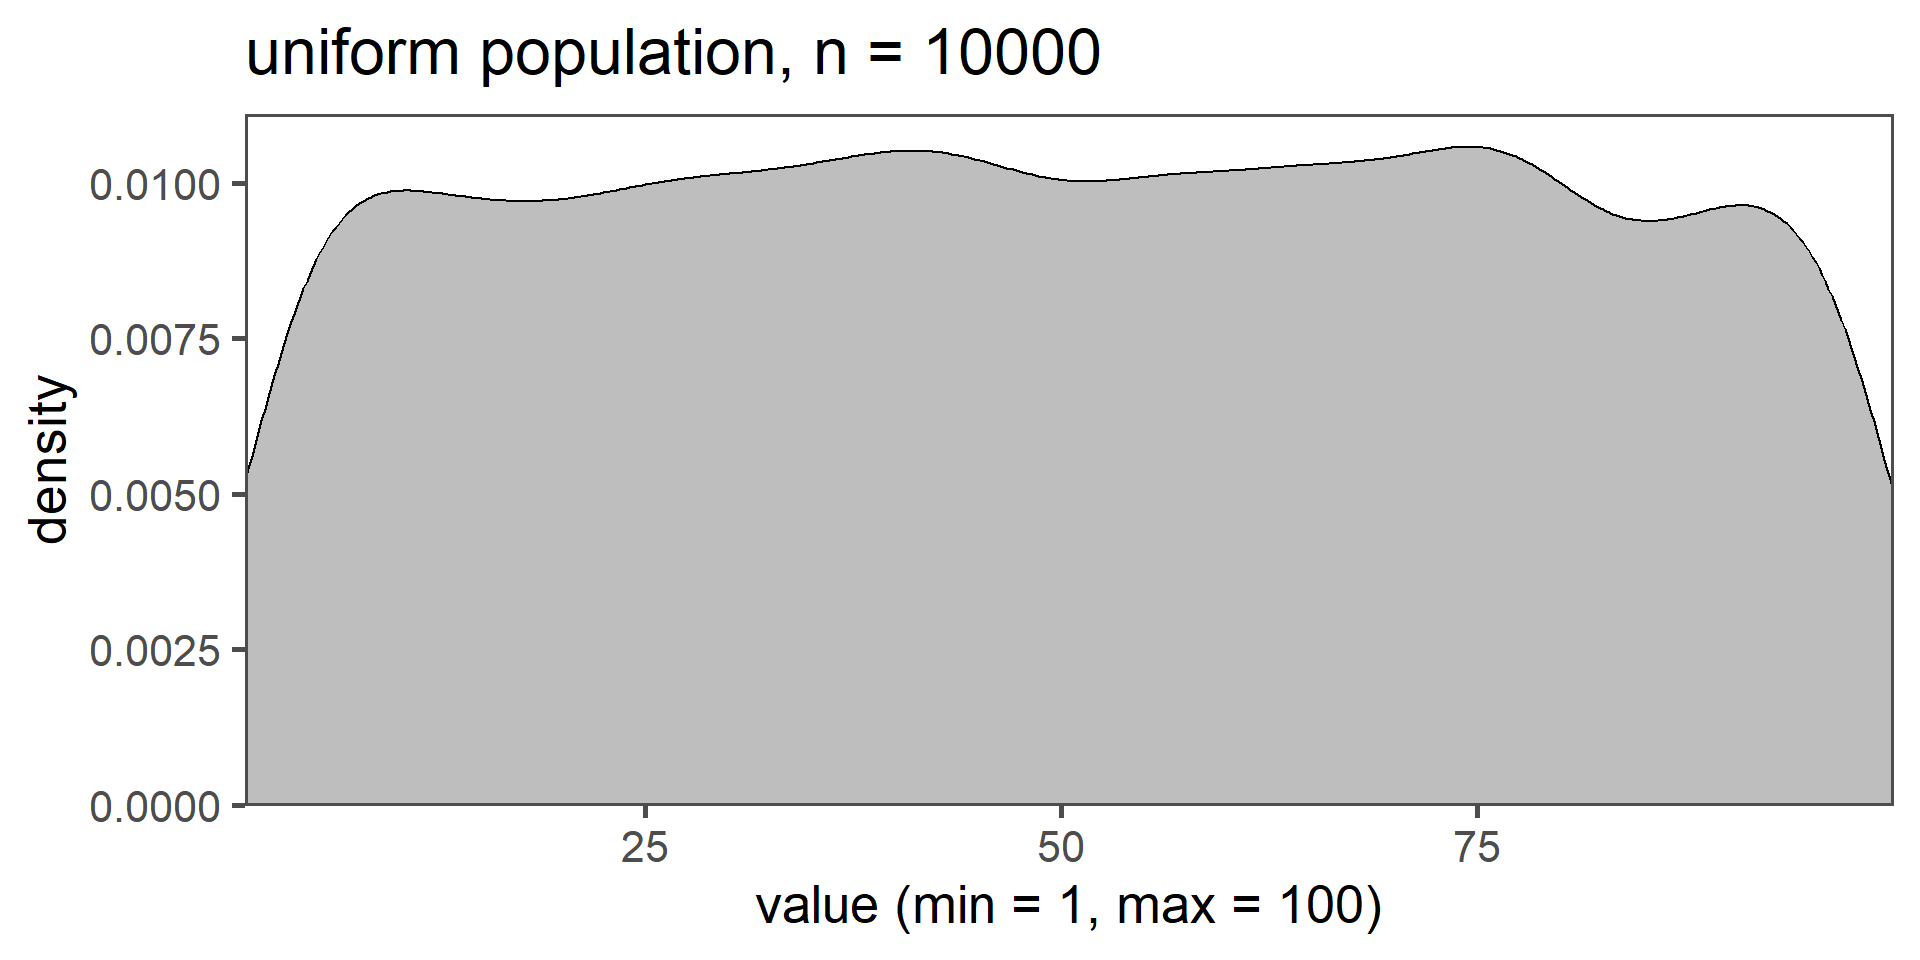 uniform population, n = 10000
density
0.0100
0.0075
0.0050
0.0025
0.0000
25
50
75
value (min = 1, max = 100)